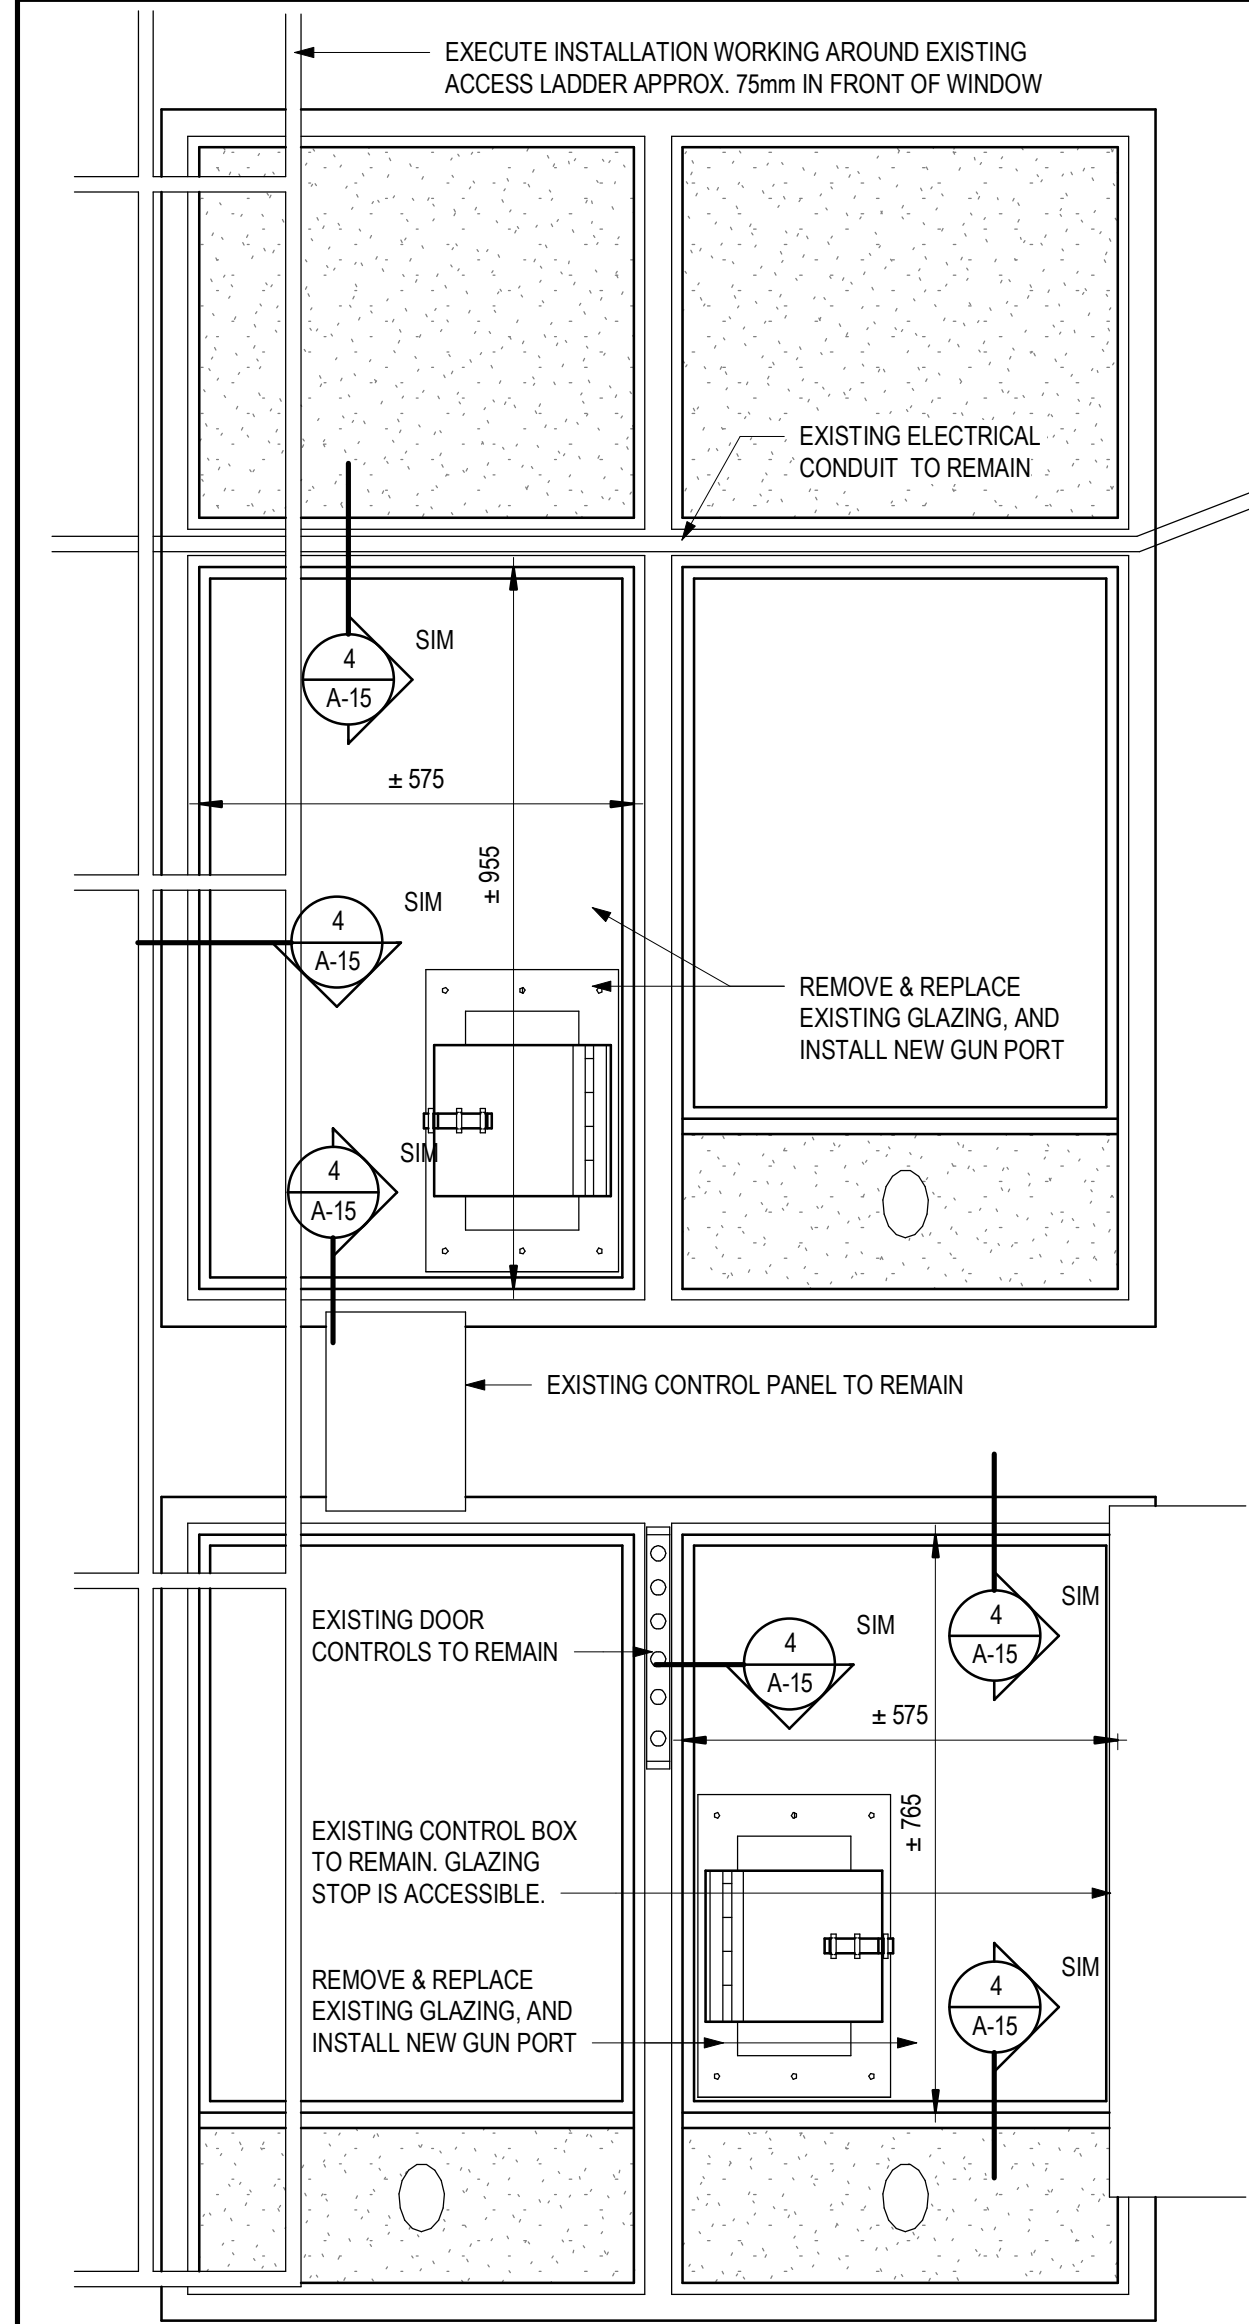 EXECUTE INSTALLATION WORKING AROUND EXISTING
ACCESS LADDER APPROX. 75mm IN FRONT OF WINDOW
EXISTING ELECTRICAL
CONDUIT TO REMAIN
4
A-15
SIM
± 575
± 955
4
A-15
SIM
REMOVE & REPLACE
EXISTING GLAZING, AND
INSTALL NEW GUN PORT
4
A-15
SIM
EXISTING CONTROL PANEL TO REMAIN
EXISTING DOOR
CONTROLS TO REMAIN
4
A-15
SIM
4
A-15
SIM
± 575
± 765
EXISTING CONTROL BOX
TO REMAIN. GLAZING
STOP IS ACCESSIBLE.
REMOVE & REPLACE
EXISTING GLAZING, AND
INSTALL NEW GUN PORT
4
A-15
SIM